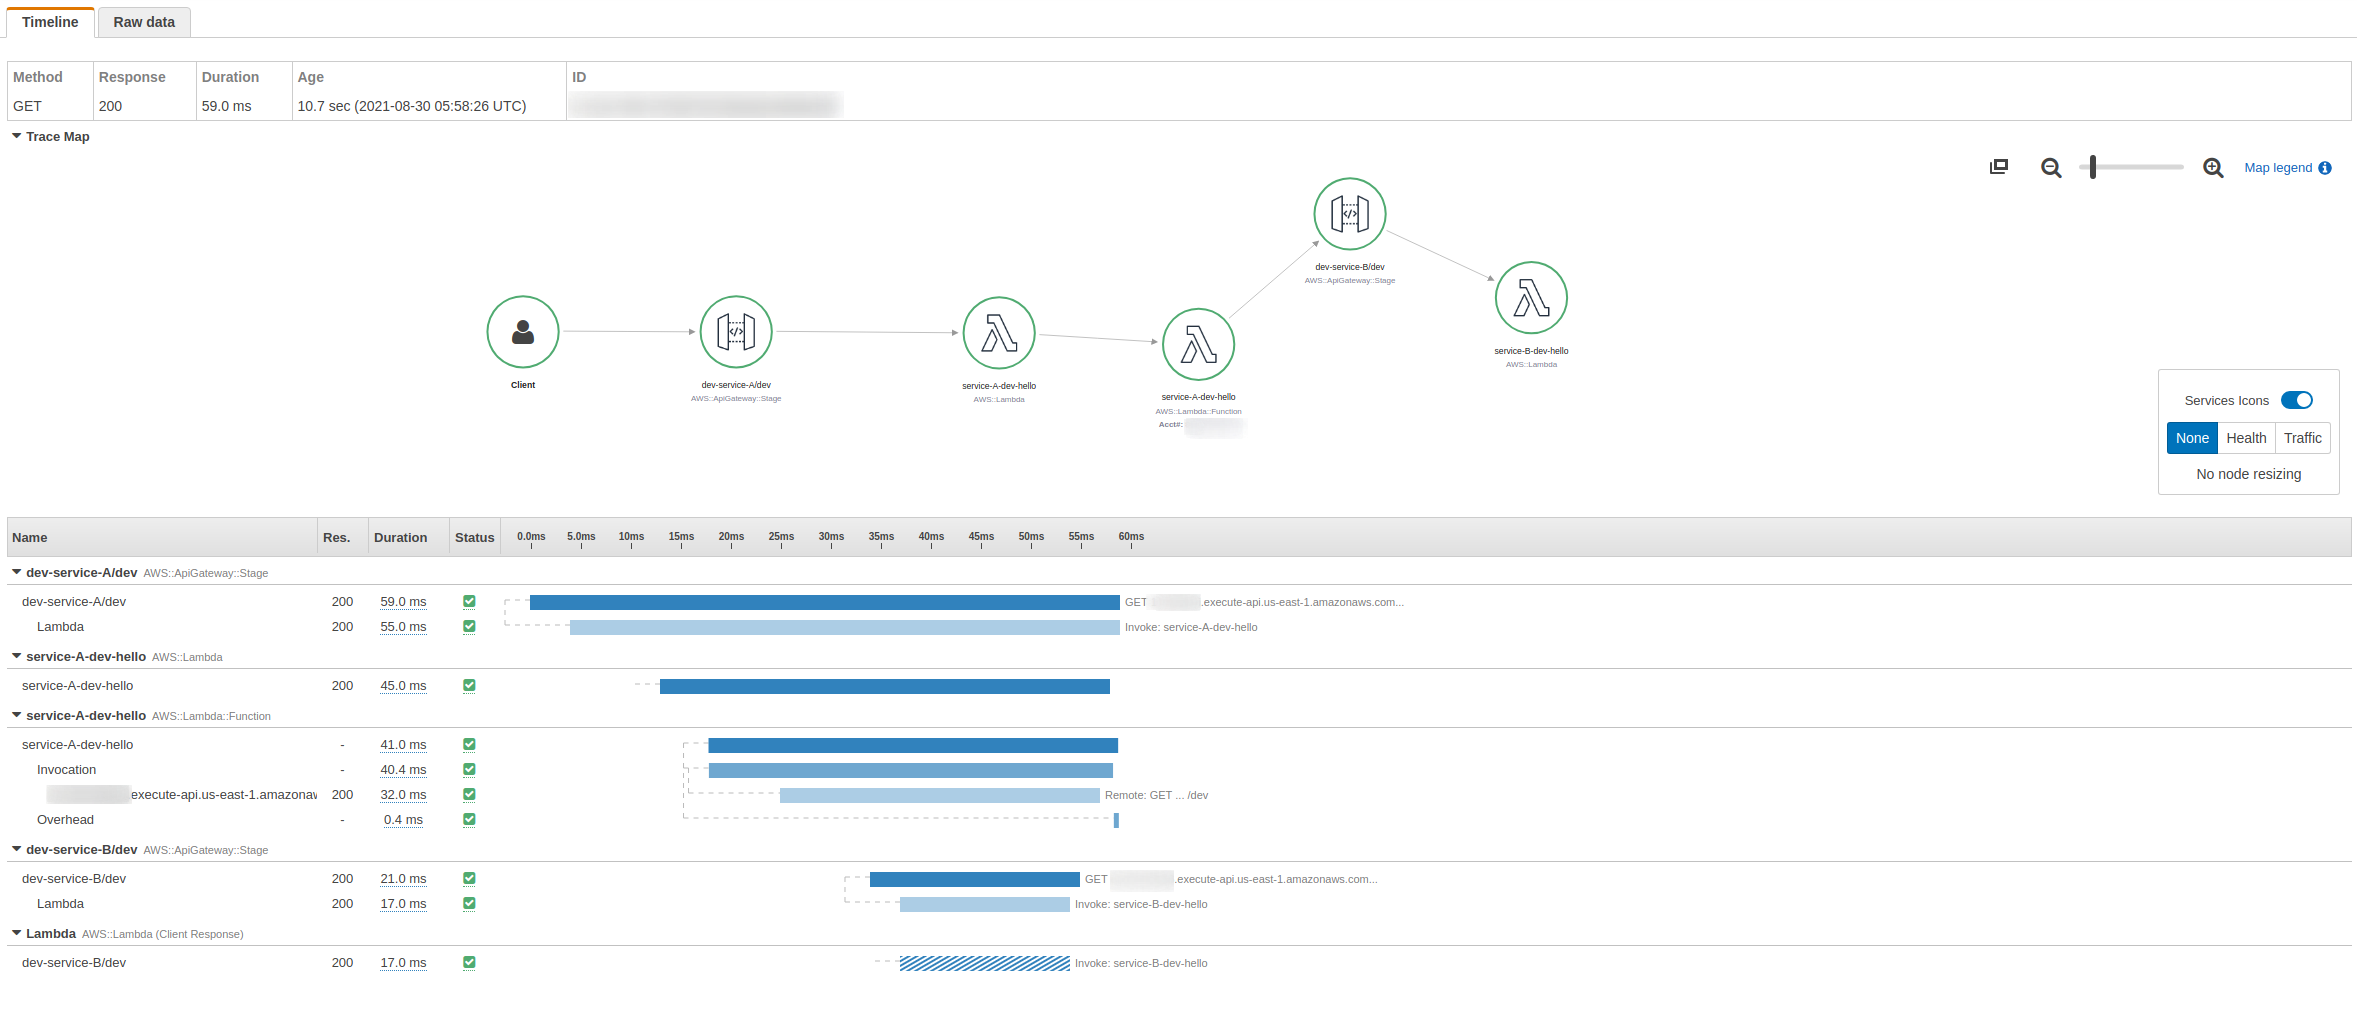 Timeline Raw data
Method Response Duration Age ID
GET 200 59.0 ms 10.7 sec (2021-08-30 05:58:26 UTC)
Trace Map
Map legend
dev-service-B/dev
AWS::ApiGateway::Stage
service-B-dev-hello
AWS::Lambda
Client
dev-service-A/dev
AWS::ApiGateway::Stage
service-A-dev-hello
AWS::Lambda
service-A-dev-hello
AWS::Lambda::Function
Acct#:
Services Icons
None Health Traffic
No node resizing
Name Res. Duration Status 0.0ms 5.0ms 10ms 15ms 20ms 25ms 30ms 35ms 40ms 45ms 50ms 55ms 60ms
dev-service-A/dev AWS::ApiGateway::Stage
dev-service-A/dev 200 59.0 ms GET .execute-api.us-east-1.amazonaws.com...
Lambda 200 55.0 ms Invoke: service-A-dev-hello
service-A-dev-hello AWS::Lambda
service-A-dev-hello 200 45.0 ms
service-A-dev-hello AWS::Lambda::Function
service-A-dev-hello - 41.0 ms
Invocation - 40.4 ms
execute-api.us-east-1.amazonaw 200 32.0 ms Remote: GET ... /dev
Overhead - 0.4 ms
dev-service-B/dev AWS::ApiGateway::Stage
dev-service-B/dev 200 21.0 ms GET .execute-api.us-east-1.amazonaws.com...
Lambda 200 17.0 ms Invoke: service-B-dev-hello
Lambda AWS::Lambda (Client Response)
dev-service-B/dev 200 17.0 ms Invoke: service-B-dev-hello